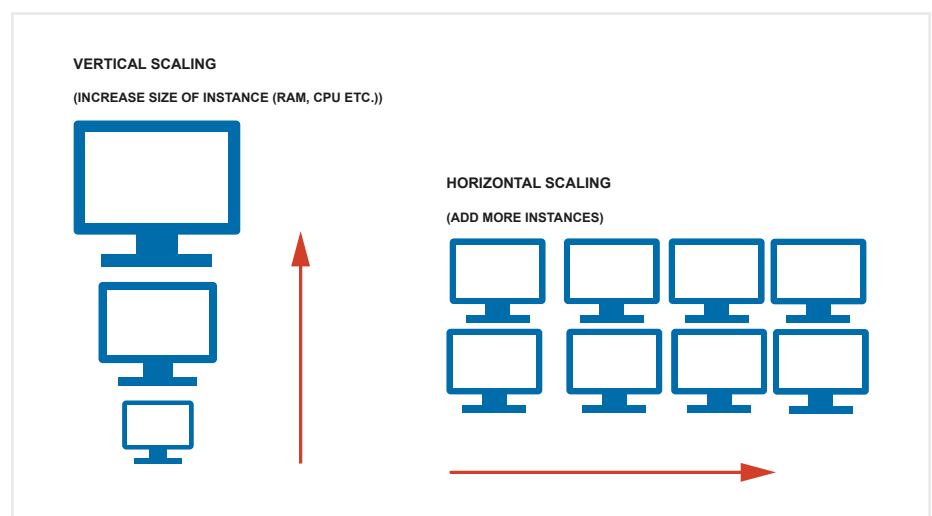 VERTICAL SCALING
(INCREASE SIZE OF INSTANCE (RAM, CPU ETC.))
HORIZONTAL SCALING
(ADD MORE INSTANCES)